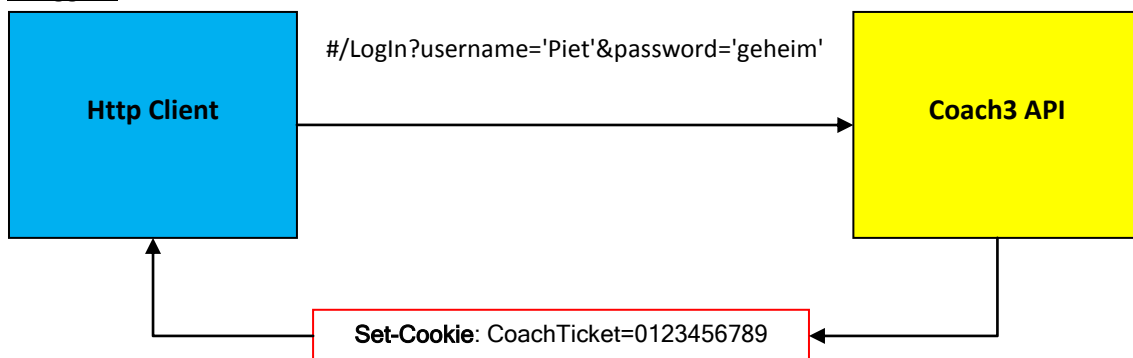 #/LogIn?username='Piet'&password='geheim'
Http Client
Coach3 API
Set-Cookie: CoachTicket=0123456789